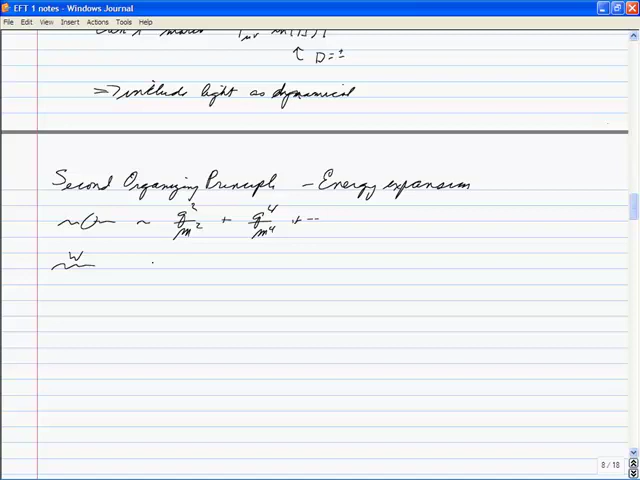 EFT 1 notes - Windows Journal
File Edit View Insert Actions Tools Help
↑ D=±
⇒ include light as dynamical
Second Organizing Principle – Energy expansion
~ q²/m² + q⁴/m⁴ + ...
W
8 / 18